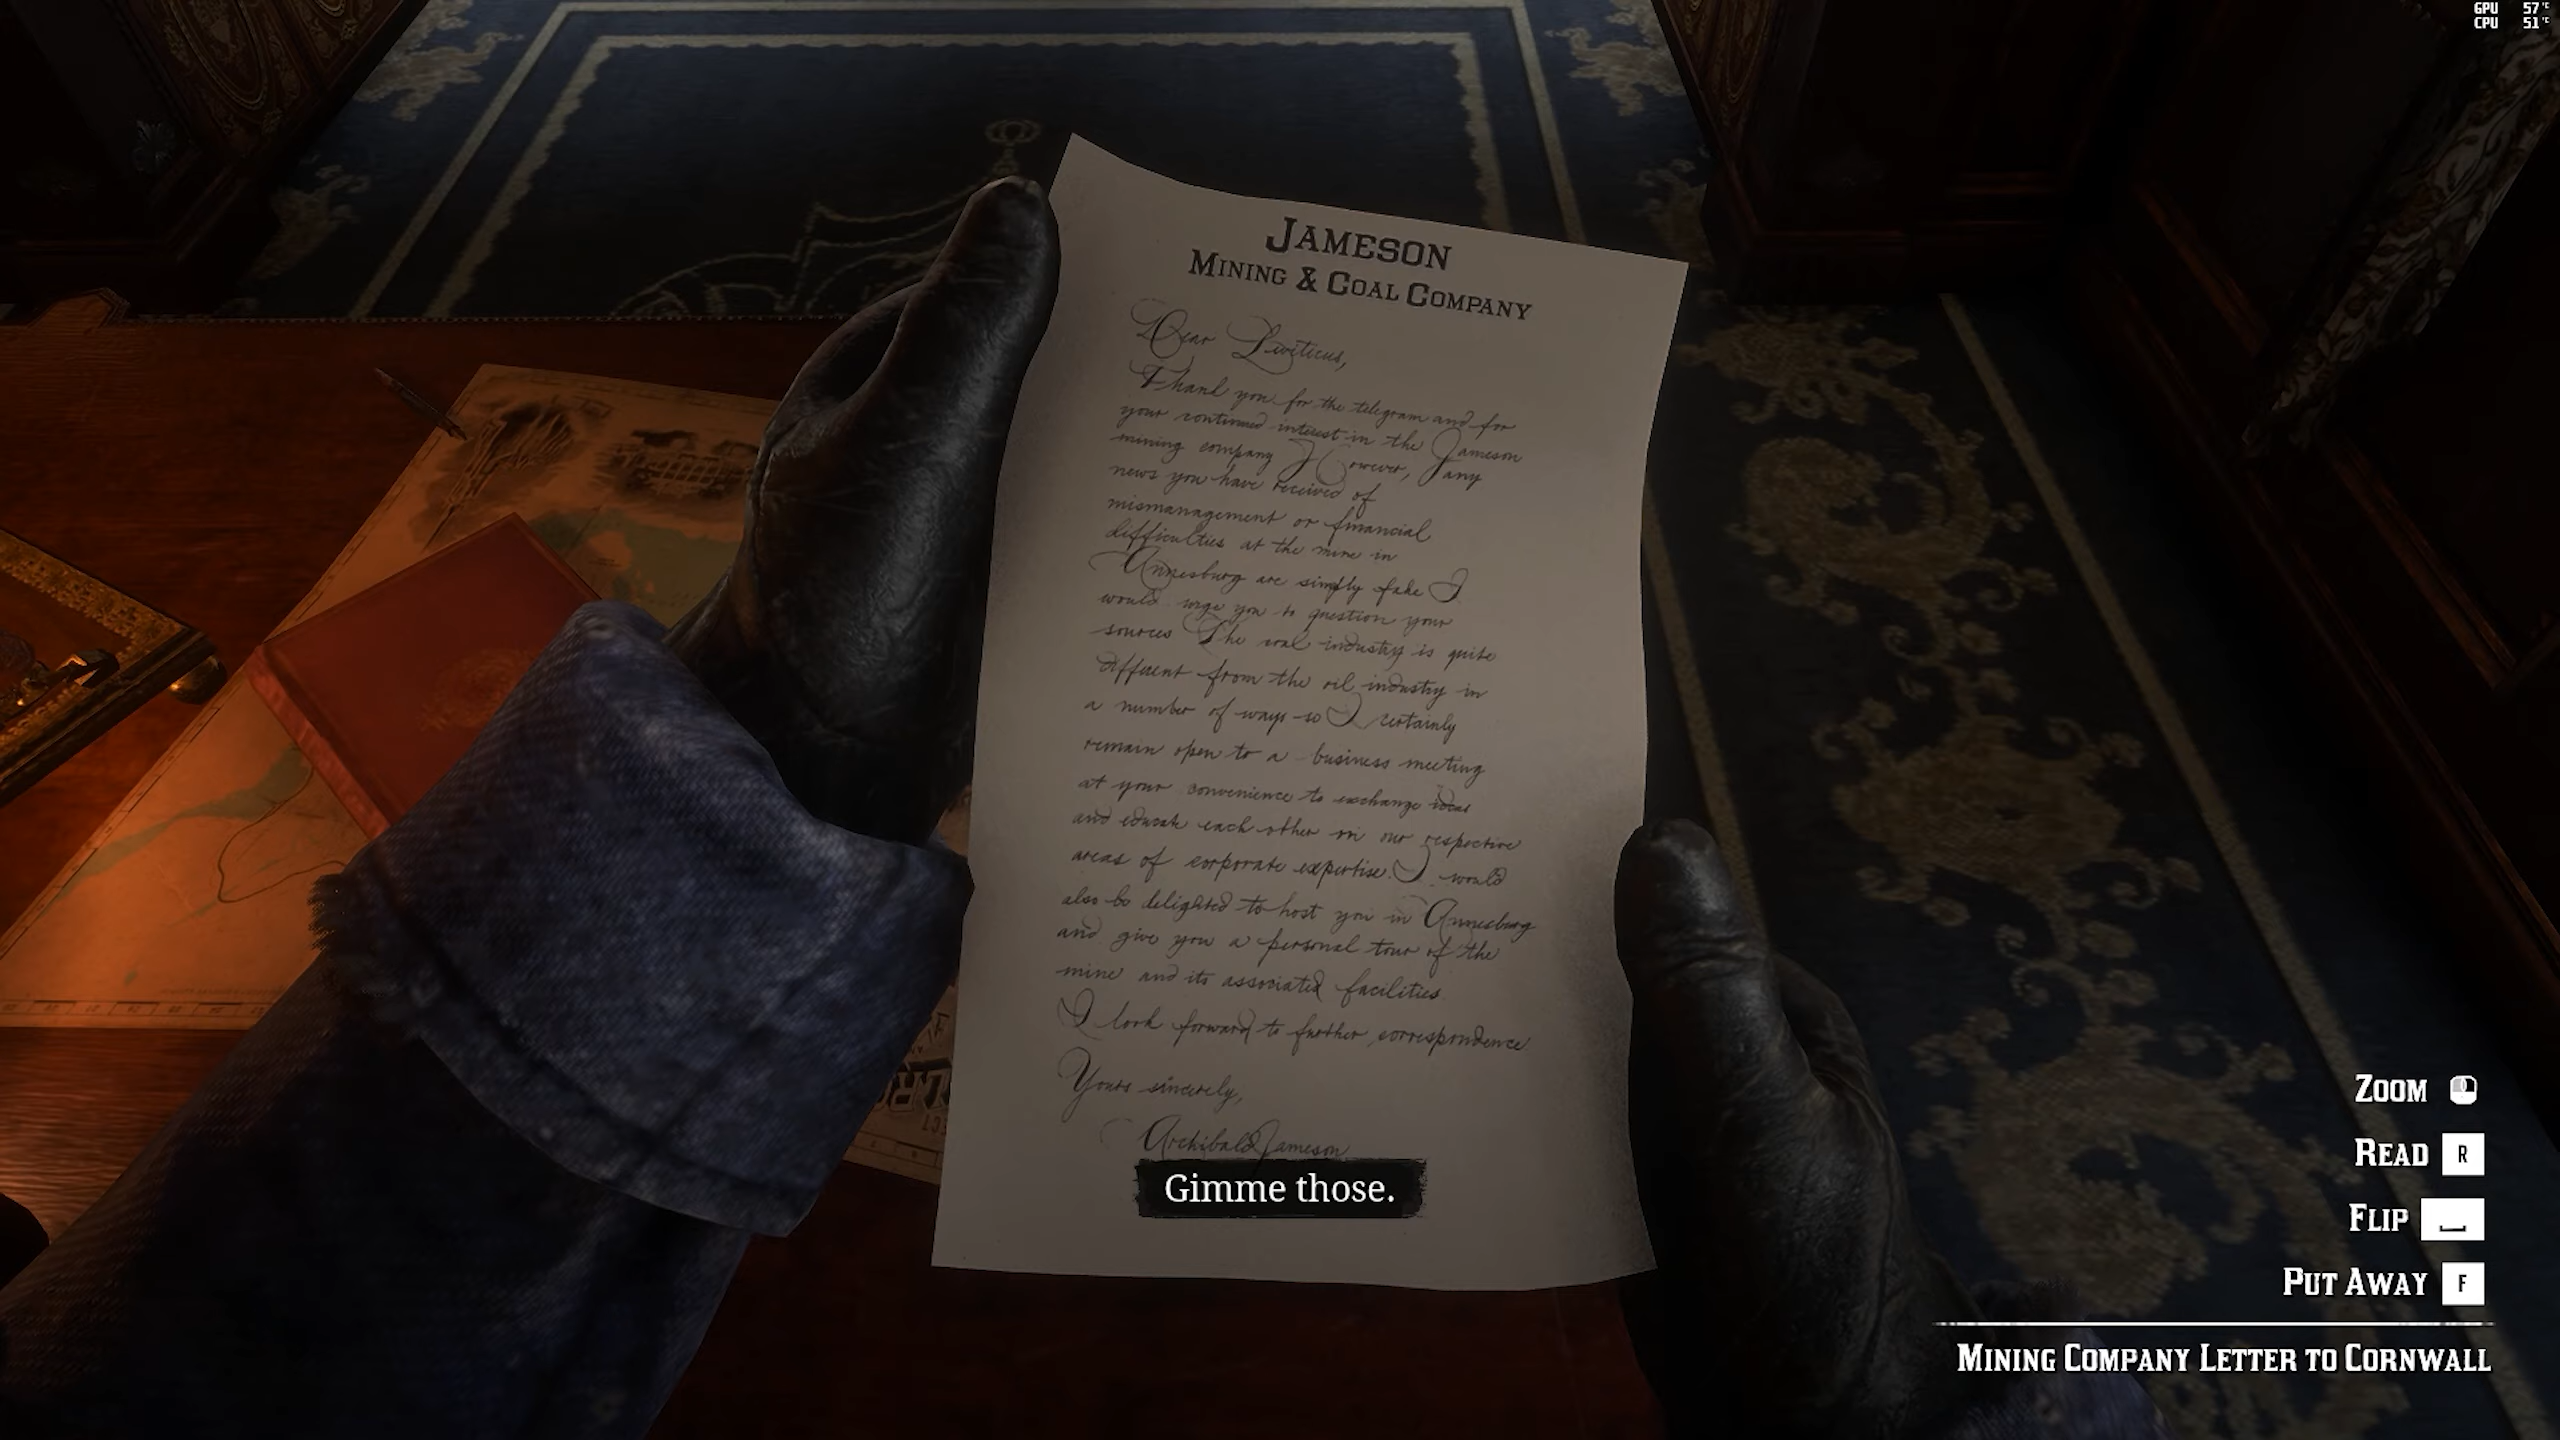 GPU 57°C
CPU 51°C
JAMESON
MINING & COAL COMPANY
Dear Leviticus,
Thank you for the telegram and for
your continued interest in the Jameson
mining company However, Jany
news you have received of
mismanagement or financial
difficulties at the mine in
Annesburg are simply fake I
would urge you to question your
sources The coal industry is quite
different from the oil industry in
a number of ways so I certainly
remain open to a business meeting
at your convenience to exchange ideas
and educate each other on our respective
areas of corporate expertise. I would
also be delighted to host you in Annesburg
and give you a personal tour of the
mine and its associated facilities
I look forward to further correspondence
Yours sincerely,
Archibald Jameson
Gimme those.
ZOOM
READ R
FLIP
PUT AWAY F
MINING COMPANY LETTER TO CORNWALL